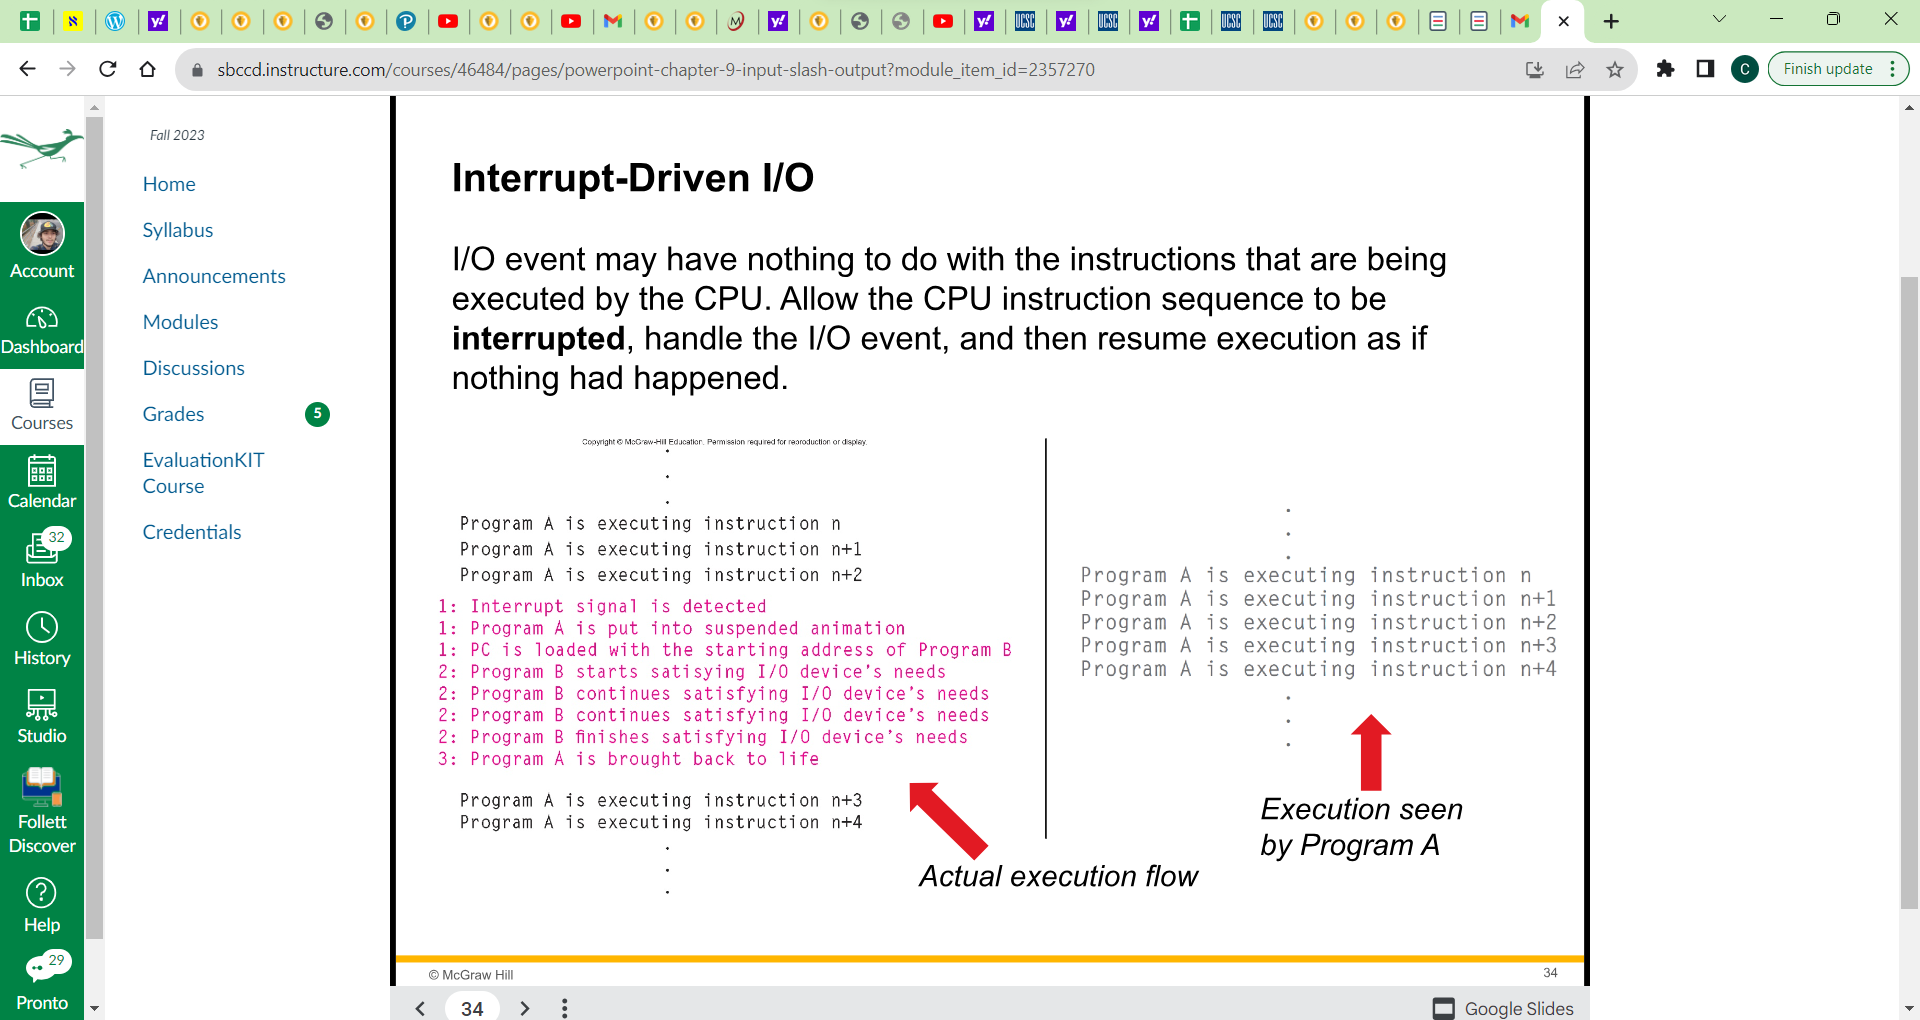 sbccd.instructure.com/courses/46484/pages/powerpoint-chapter-9-input-slash-output?module_item_id=2357270
C
Finish update
Account
Dashboard
Courses
Calendar
32
Inbox
History
Studio
Follett
Discover
Help
29
Pronto
Fall 2023
Home
Syllabus
Announcements
Modules
Discussions
Grades
5
EvaluationKIT
Course
Credentials
Interrupt-Driven I/O
I/O event may have nothing to do with the instructions that are being
executed by the CPU. Allow the CPU instruction sequence to be
interrupted, handle the I/O event, and then resume execution as if
nothing had happened.
Copyright © McGraw-Hill Education. Permission required for reproduction or display.
.
.
.
Program A is executing instruction n
Program A is executing instruction n+1
Program A is executing instruction n+2
1: Interrupt signal is detected
1: Program A is put into suspended animation
1: PC is loaded with the starting address of Program B
2: Program B starts satisying I/O device's needs
2: Program B continues satisfying I/O device's needs
2: Program B continues satisfying I/O device's needs
2: Program B finishes satisfying I/O device's needs
3: Program A is brought back to life
Program A is executing instruction n+3
Program A is executing instruction n+4
.
.
.
Actual execution flow
.
.
.
Program A is executing instruction n
Program A is executing instruction n+1
Program A is executing instruction n+2
Program A is executing instruction n+3
Program A is executing instruction n+4
.
.
.
Execution seen
by Program A
© McGraw Hill
34
34
Google Slides